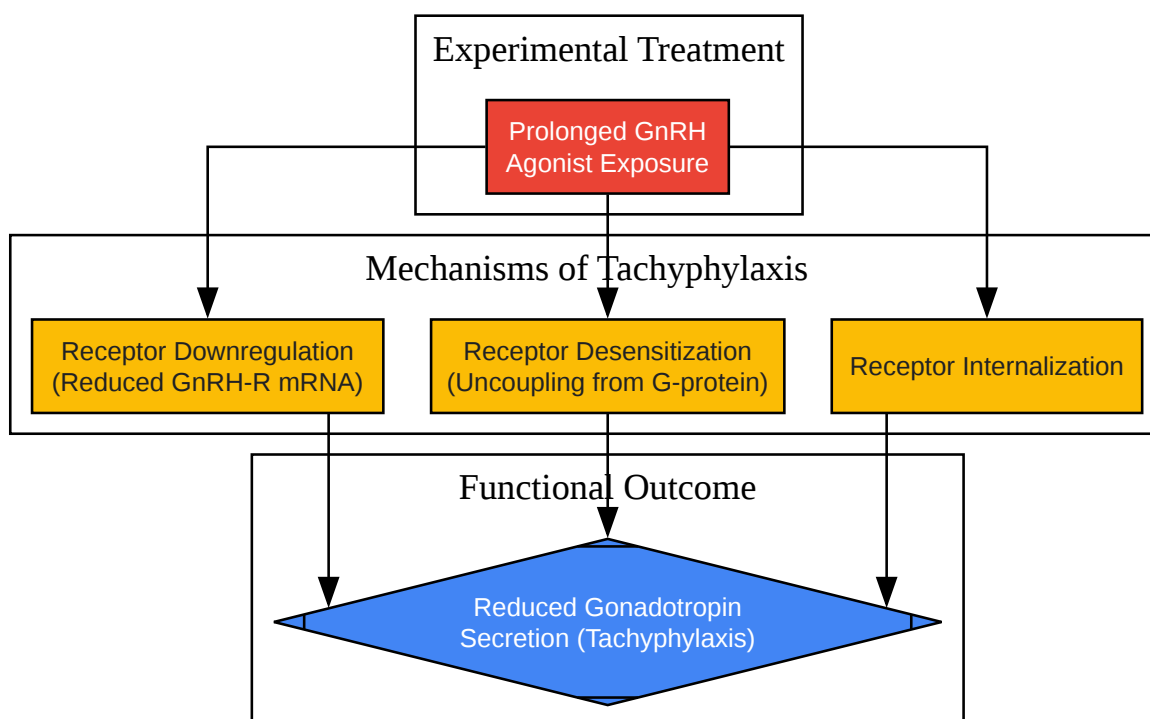 Experimental Treatment
Prolonged GnRH
Agonist Exposure
Mechanisms of Tachyphylaxis
Receptor Downregulation
(Reduced GnRH-R mRNA)
Receptor Desensitization
(Uncoupling from G-protein)
Receptor Internalization
Functional Outcome
Reduced Gonadotropin
Secretion (Tachyphylaxis)